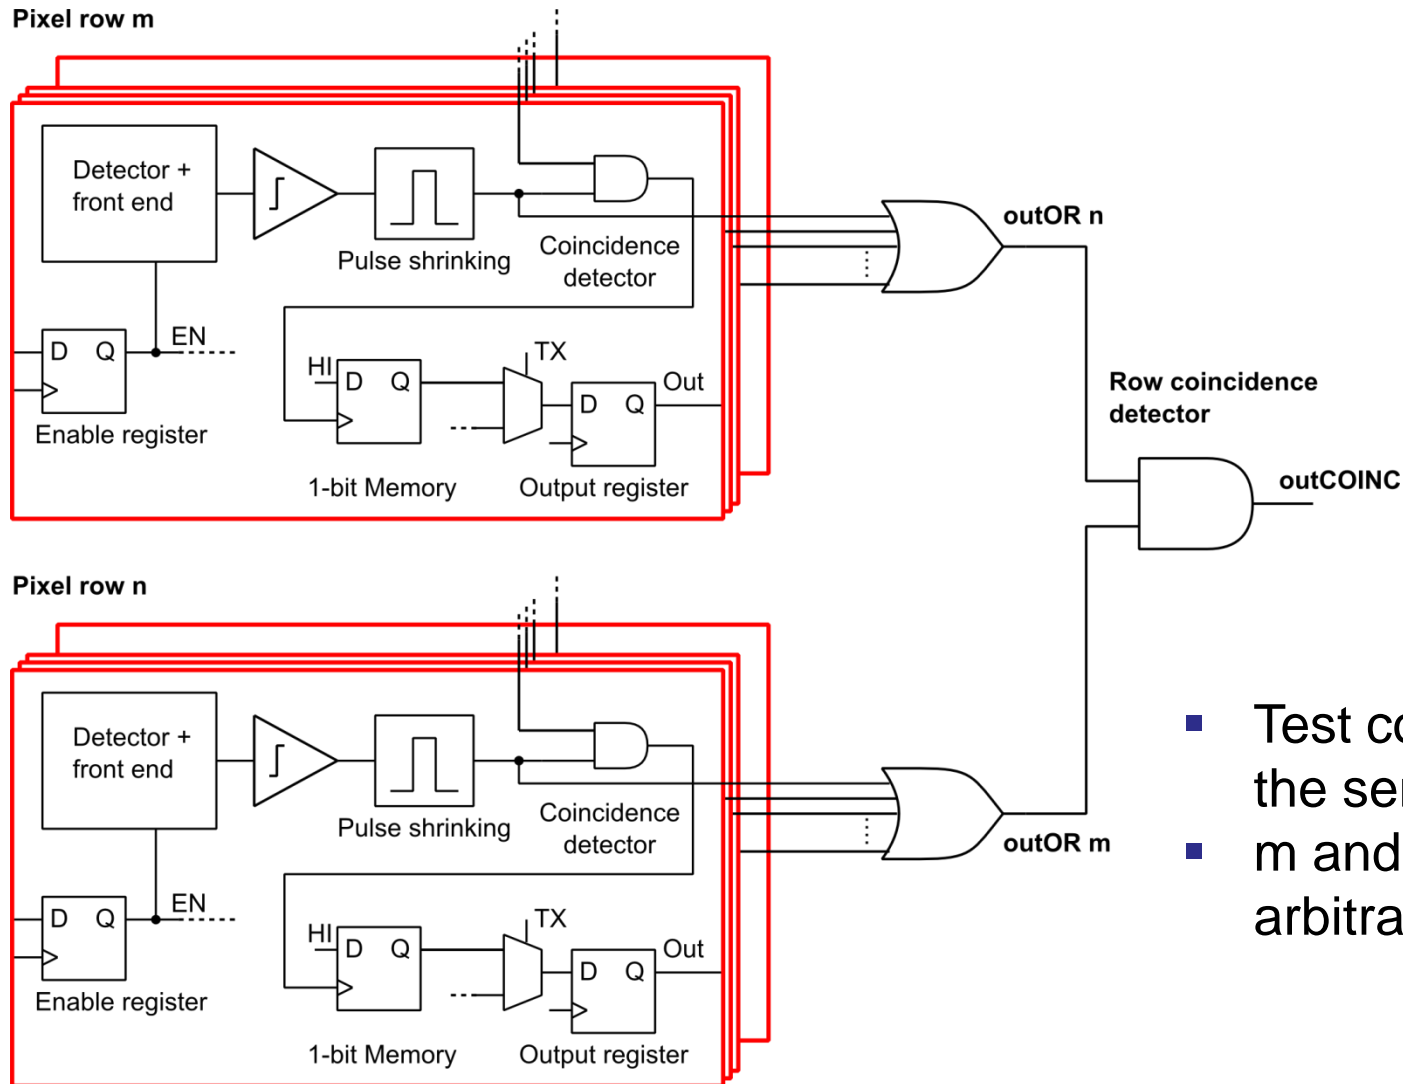 Pixel row m
Detector +
front end
Pulse shrinking
Coincidence
detector
EN
D Q
Enable register
HI
D Q
1-bit Memory
TX
D Q
Out
Output register
outOR n
Row coincidence
detector
outCOINC
Pixel row n
Detector +
front end
Pulse shrinking
Coincidence
detector
EN
D Q
Enable register
HI
D Q
1-bit Memory
TX
D Q
Out
Output register
outOR m
Test co
the ser
m and
arbitra